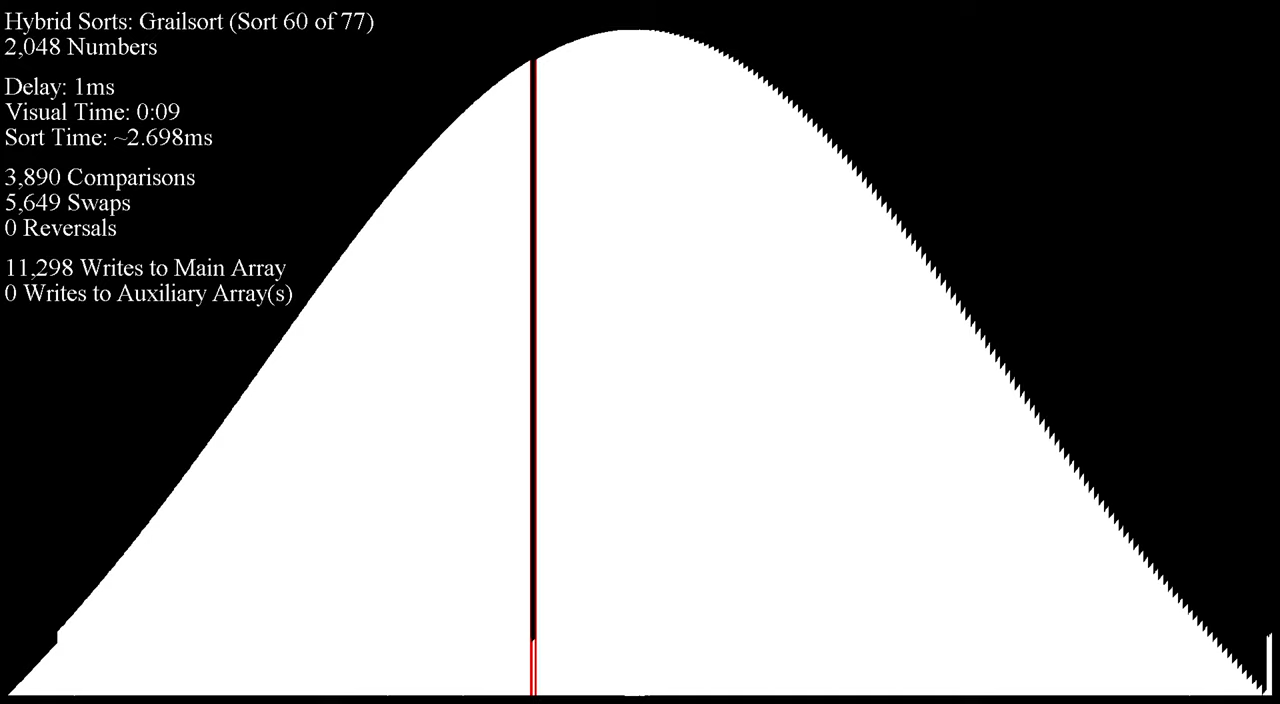 Hybrid Sorts: Grailsort (Sort 60 of 77)
2,048 Numbers
Delay: 1ms
Visual Time: 0:09
Sort Time: ~2.698ms
3,890 Comparisons
5,649 Swaps
0 Reversals
11,298 Writes to Main Array
0 Writes to Auxiliary Array(s)